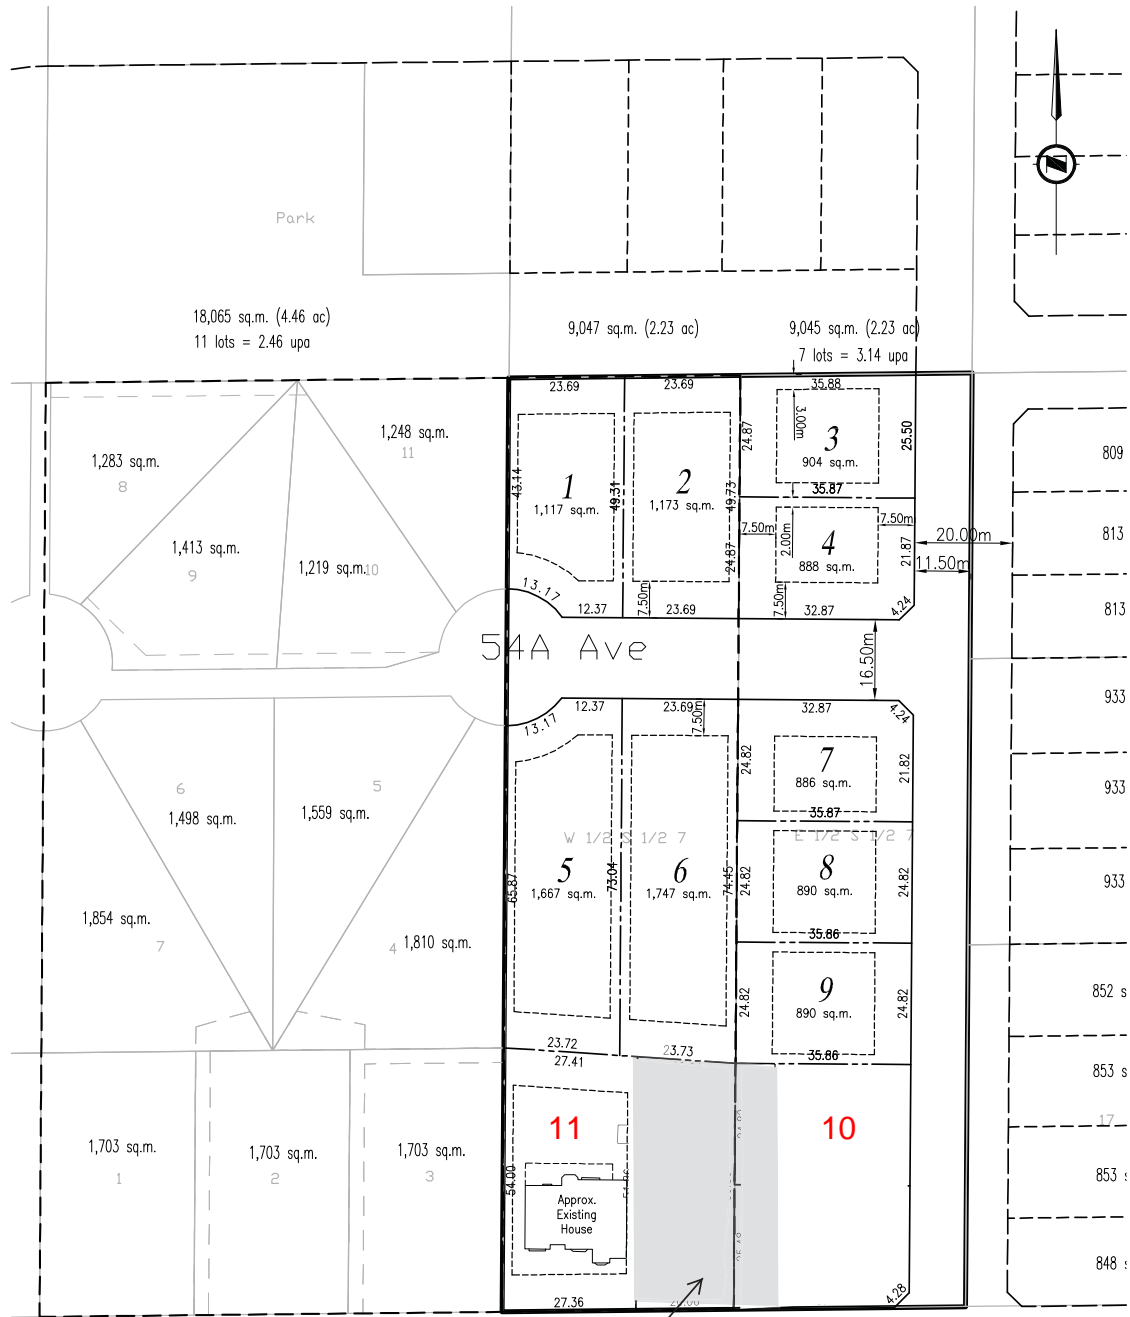 Park
18,065 sq.m. (4.46 ac)
11 lots = 2.46 upa
9,047 sq.m. (2.23 ac)
9,045 sq.m. (2.23 ac)
7 lots = 3.14 upa
23.69
23.69
35.88
3.00m
24.87
25.50
1,283 sq.m.
8
1,248 sq.m.
11
3
904 sq.m.
35.87
809
43.14
1
1,117 sq.m.
49.31
2
1,173 sq.m.
49.73
7.50m
7.50m
2.00m
4
888 sq.m.
21.87
20.00m
11.50m
813
1,413 sq.m.
9
1,219 sq.m.
10
24.87
13.17
12.37
7.50m
23.69
7.50m
32.87
4.24
813
54A Ave
16.50m
933
12.37
23.69
7.50m
32.87
4.24
13.17
24.82
7
886 sq.m.
35.87
21.82
6
1,498 sq.m.
5
1,559 sq.m.
933
W 1/2 S 1/2 7
E 1/2 S 1/2 7
65.87
5
1,667 sq.m.
73.04
6
1,747 sq.m.
74.45
24.82
8
890 sq.m.
35.86
24.82
933
1,854 sq.m.
7
4
1,810 sq.m.
24.82
9
890 sq.m.
35.86
24.82
852 s
23.72
27.41
23.73
853 s
11
10
17
1,703 sq.m.
1
1,703 sq.m.
2
1,703 sq.m.
3
54.00
853 s
Approx.
Existing
House
848 s
27.36
4.28